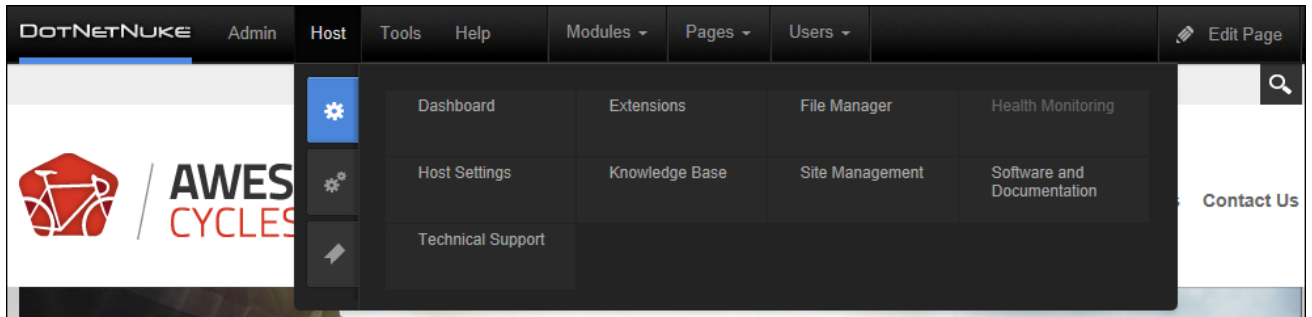 DotNetNuke Admin Host Tools Help Modules Pages Users Edit Page
Dashboard Extensions File Manager Health Monitoring
Host Settings Knowledge Base Site Management Software and
Documentation
AWES
CYCLES
Contact Us
Technical Support